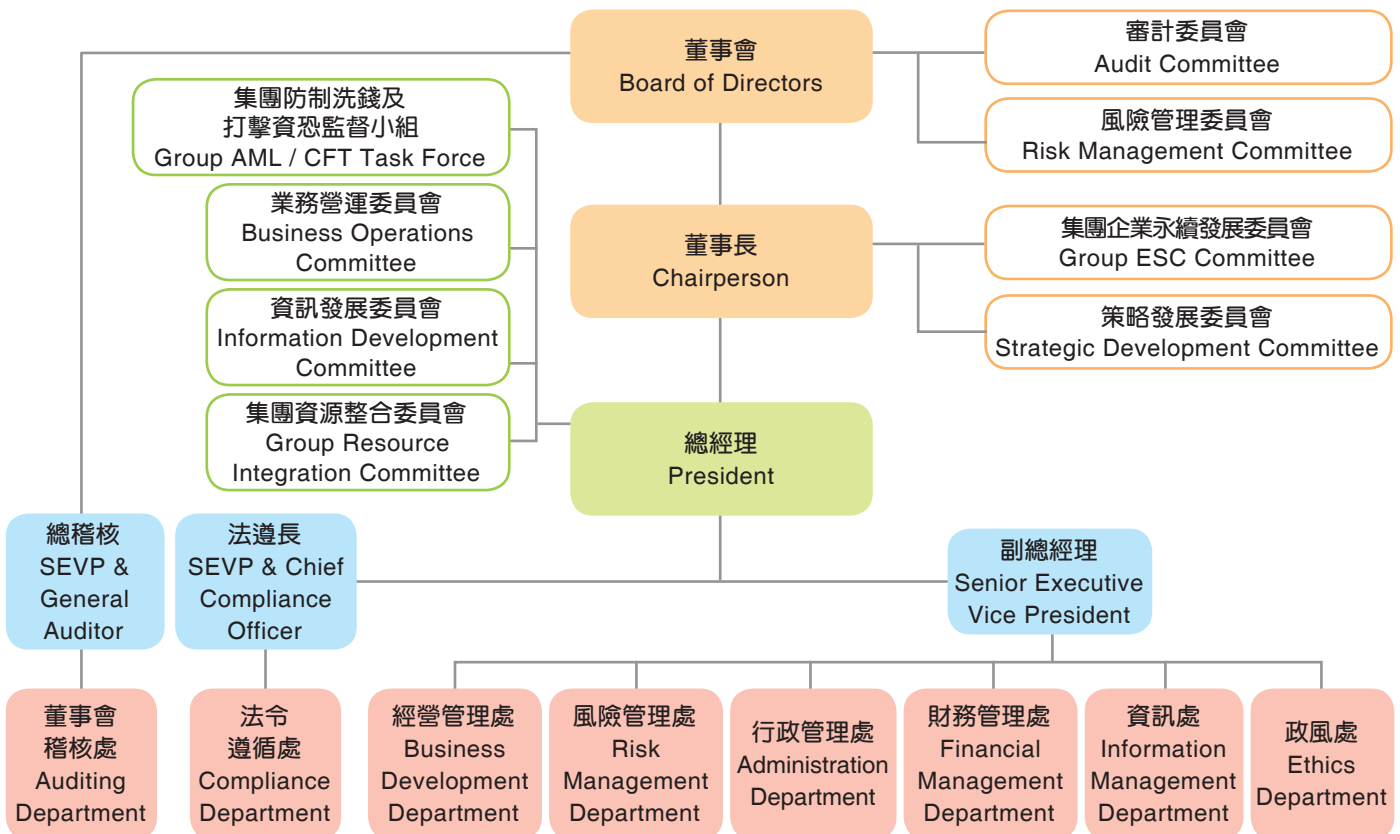 董事會
Board of Directors
審計委員會
Audit Committee
集團防制洗錢及
打擊資恐監督小組
Group AML / CFT Task Force
風險管理委員會
Risk Management Committee
業務營運委員會
Business Operations
Committee
董事長
Chairperson
集團企業永續發展委員會
Group ESC Committee
資訊發展委員會
Information Development
Committee
策略發展委員會
Strategic Development Committee
集團資源整合委員會
Group Resource
Integration Committee
總經理
President
總稽核
SEVP &
General
Auditor
法遵長
SEVP & Chief
Compliance
Officer
副總經理
Senior Executive
Vice President
董事會
稽核處
Auditing
Department
法令
遵循處
Compliance
Department
經營管理處
Business
Development
Department
風險管理處
Risk
Management
Department
行政管理處
Administration
Department
財務管理處
Financial
Management
Department
資訊處
Information
Management
Department
政風處
Ethics
Department